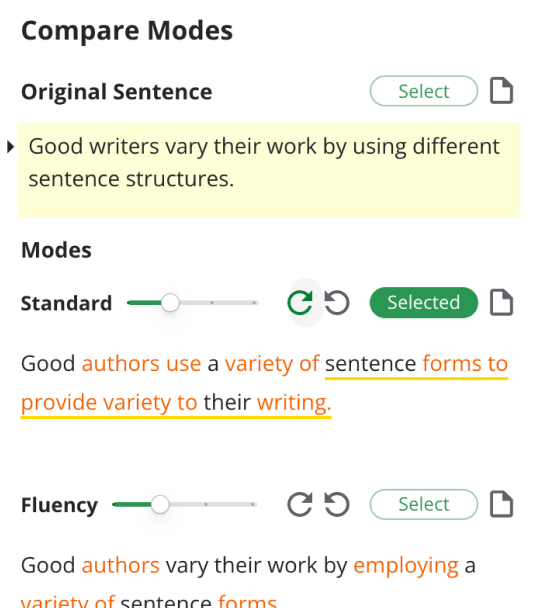 Compare Modes
Original Sentence Select
Good writers vary their work by using different
sentence structures.
Modes
Standard Selected
Good authors use a variety of sentence forms to
provide variety to their writing.
Fluency Select
Good authors vary their work by employing a
variety of sentence forms